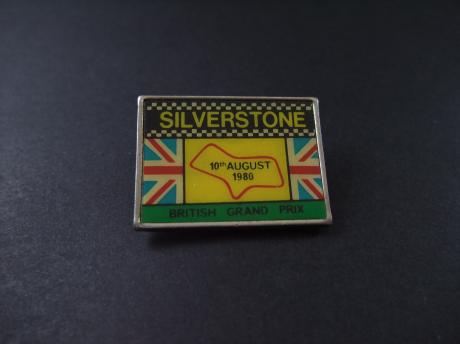 SILVERSTONE
10th AUGUST
1980
BRITISH GRAND PRIX